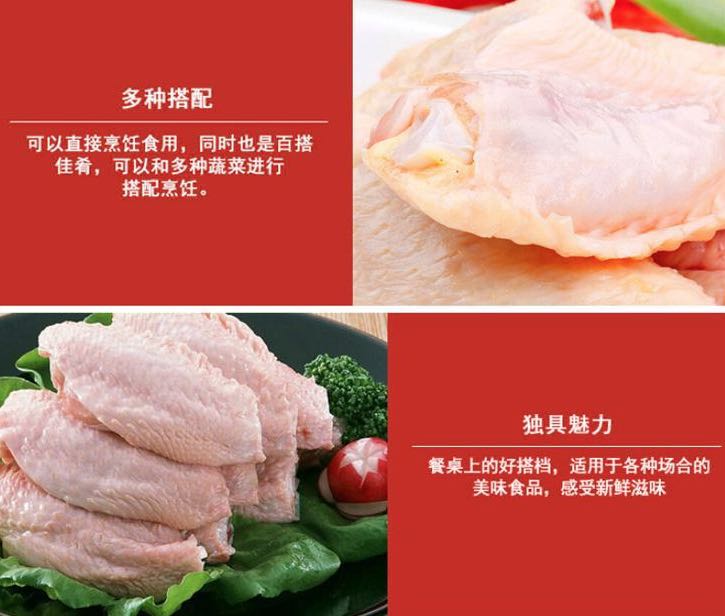 多种搭配
可以直接烹饪食用，同时也是百搭
佳肴，可以和多种蔬菜进行
搭配烹饪。
独具魅力
餐桌上的好搭档，适用于各种场合的
美味食品，感受新鲜滋味